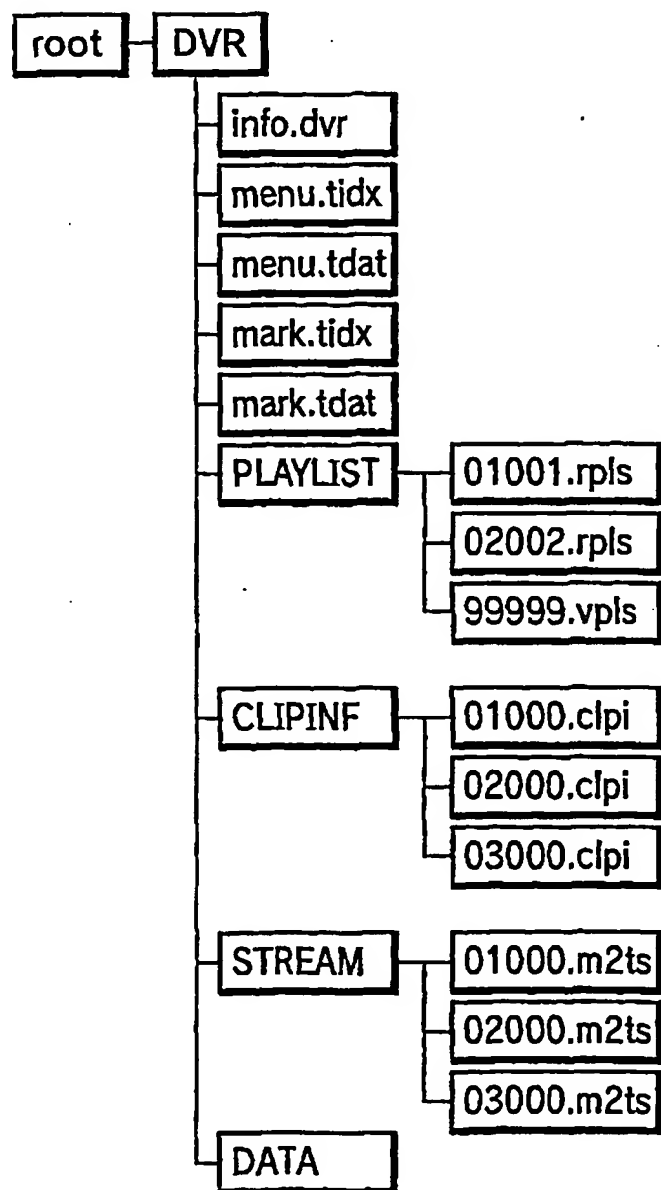 root DVR
info.dvr
menu.tidx
menu.tdat
mark.tidx
mark.tdat
PLAYLIST 01001.rpls
02002.rpls
99999.vpls
CLIPINF 01000.clpi
02000.clpi
03000.clpi
STREAM 01000.m2ts
02000.m2ts
03000.m2ts
DATA